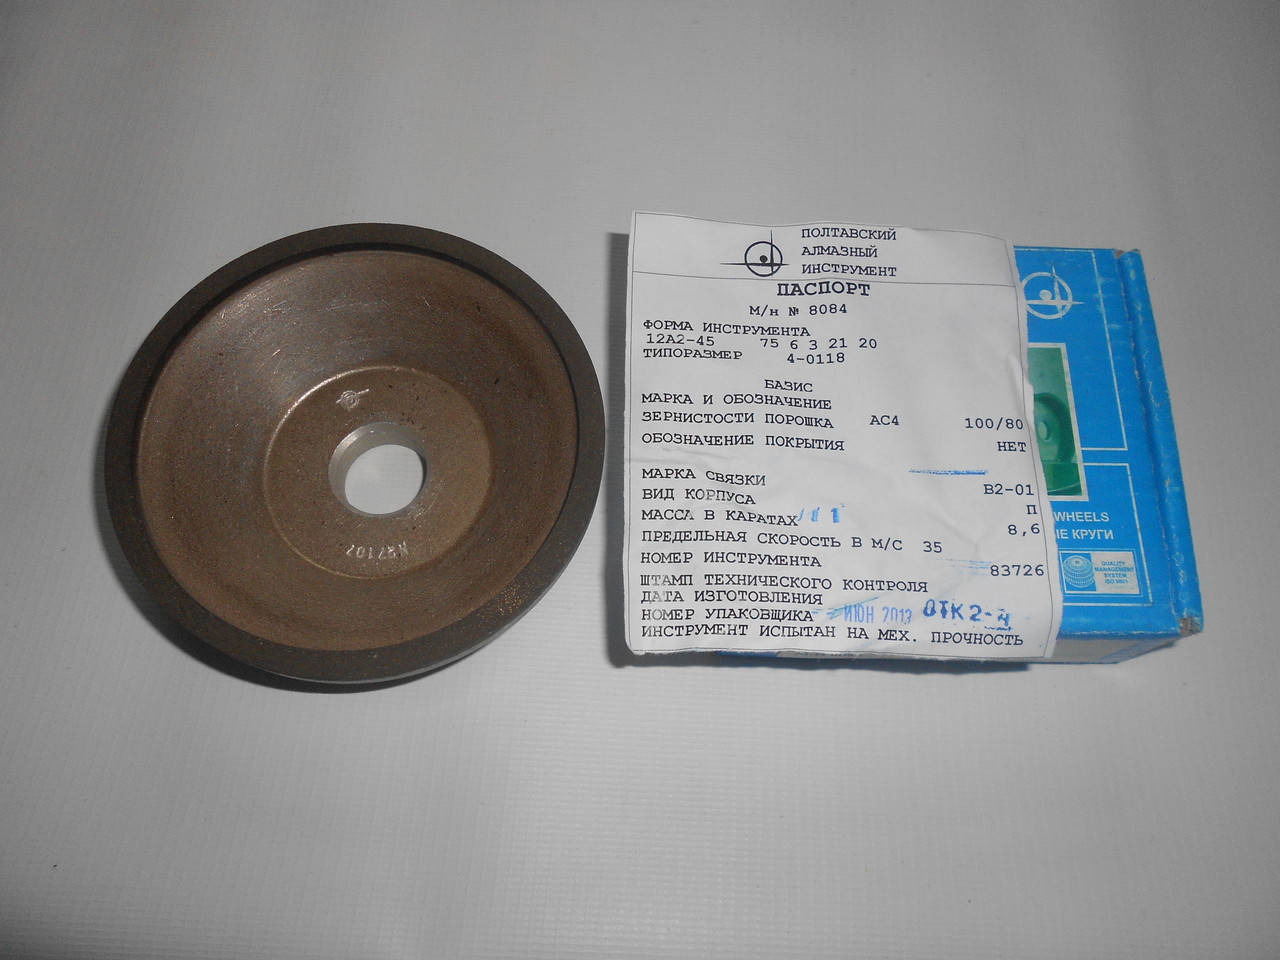 ПОЛТАВСКИЙ
АЛМАЗНЫЙ
ИНСТРУМЕНТ
ПАСПОРТ
М/н № 8084
ФОРМА ИНСТРУМЕНТА
12А2-45 75 6 3 21 20
ТИПОРАЗМЕР 4-0118
БАЗИС
МАРКА И ОБОЗНАЧЕНИЕ
ЗЕРНИСТОСТИ ПОРОШКА АС4 100/80
ОБОЗНАЧЕНИЕ ПОКРЫТИЯ НЕТ
МАРКА СВЯЗКИ В2-01
ВИД КОРПУСА П
МАССА В КАРАТАХ 8,6
ПРЕДЕЛЬНАЯ СКОРОСТЬ В М/С 35
НОМЕР ИНСТРУМЕНТА 83726
ШТАМП ТЕХНИЧЕСКОГО КОНТРОЛЯ
ДАТА ИЗГОТОВЛЕНИЯ
НОМЕР УПАКОВЩИКА ИЮН 2013 ОТК 2
ИНСТРУМЕНТ ИСПЫТАН НА МЕХ. ПРОЧНОСТЬ
WHEELS
КРУГИ
QUALITY
MANAGEMENT
SYSTEM
ISO 9001